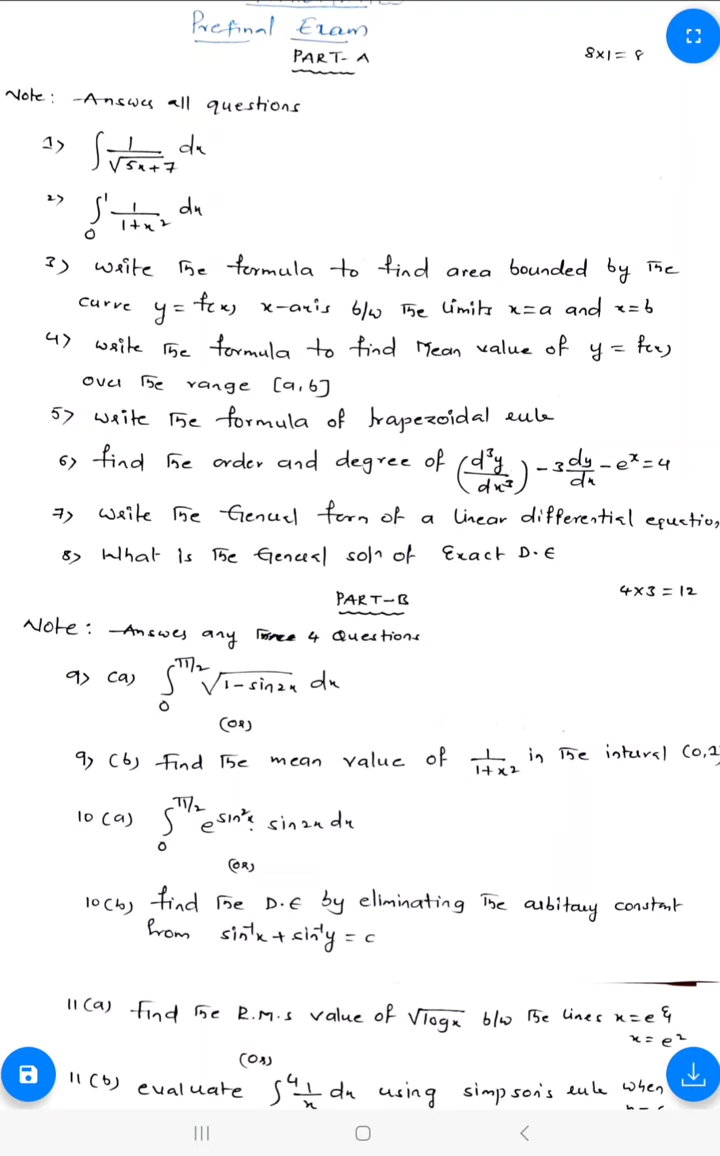 Prefinal Exam
PART-A
8x1= 8
Note: -Answer all questions
1> ∫ 1/√5x+7 dx
2> ∫₀¹ 1/1+x² dx
3) write The formula to find area bounded by The
curve y = f(x) x-axis b/w The limits x=a and x=b
4> write The formula to find Mean value of y = f(x)
over The range [a,b]
5> write The formula of trapezoidal rule
6> find The order and degree of (d³y/dx³) - 3 dy/dx - eˣ = 4
7> write The General form of a linear differential equation
8> What is The General solⁿ of Exact D.E
PART-B
4x3 = 12
Note: -Answer any 4 Questions
9> (a) ∫₀^π/2 √1-sin2x dx
(OR)
9> (b) Find The mean value of 1/1+x² in The interval (0,1
10 (a) ∫₀^π/2 e^sin²x. sin2x dx
(OR)
10(b) find The D.E by eliminating The arbitary constant
from sin⁻¹x + sin⁻¹y = c
11(a) find The R.M.S value of √logx b/w The lines x=e &
x = e²
(OR)
11(b) evaluate ∫⁴ 1/x dx using simpson's rule when